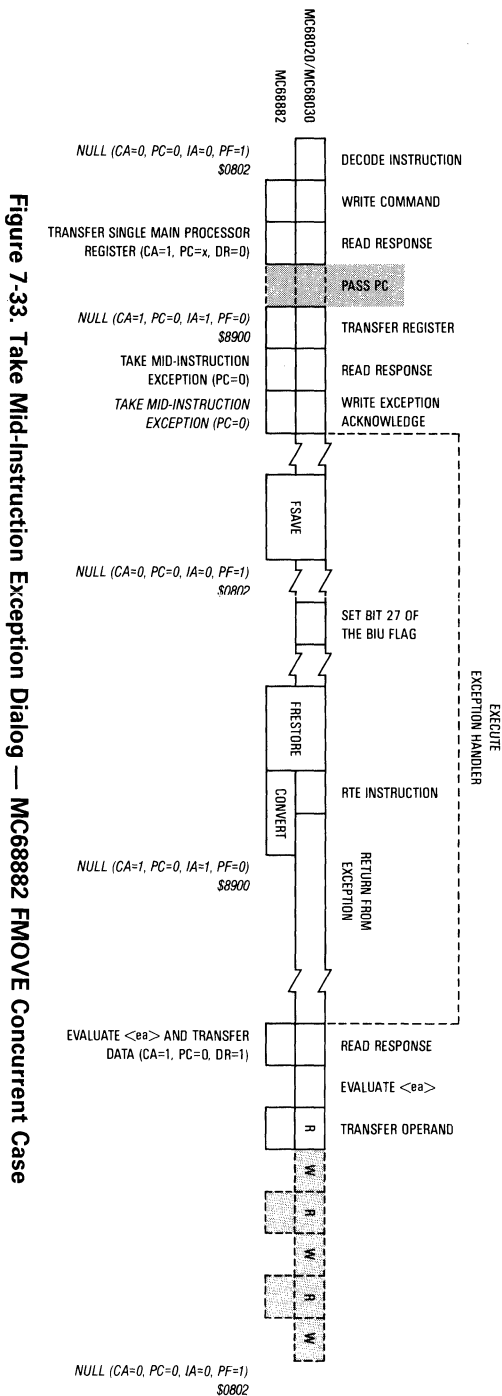 MC68020/MC68030
MC68882
DECODE INSTRUCTION
NULL (CA=0, PC=0, IA=0, PF=1)
$0802
WRITE COMMAND
TRANSFER SINGLE MAIN PROCESSOR
REGISTER (CA=1, PC=x, DR=0)
READ RESPONSE
PASS PC
NULL (CA=1, PC=0, IA=1, PF=0)
$8900
TRANSFER REGISTER
TAKE MID-INSTRUCTION
EXCEPTION (PC=0)
READ RESPONSE
TAKE MID-INSTRUCTION
EXCEPTION (PC=0)
WRITE EXCEPTION
ACKNOWLEDGE
FSAVE
NULL (CA=0, PC=0, IA=0, PF=1)
$0802
SET BIT 27 OF
THE BIU FLAG
EXECUTE
EXCEPTION HANDLER
FRESTORE
CONVERT
RTE INSTRUCTION
NULL (CA=1, PC=0, IA=1, PF=0)
$8900
RETURN FROM
EXCEPTION
EVALUATE <ea> AND TRANSFER
DATA (CA=1, PC=0, DR=1)
READ RESPONSE
EVALUATE <ea>
R
TRANSFER OPERAND
W
R
W
R
W
NULL (CA=0, PC=0, IA=0, PF=1)
$0802
Figure 7-33. Take Mid-Instruction Exception Dialog — MC68882 FMOVE Concurrent Case